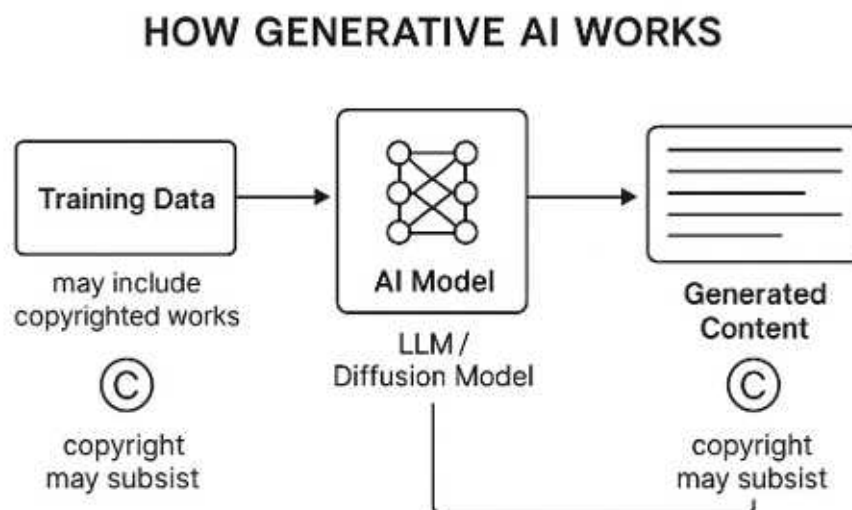 HOW GENERATIVE AI WORKS
Training Data
may include
copyrighted works
©
copyright
may subsist
AI Model
LLM /
Diffusion Model
Generated
Content
©
copyright
may subsist